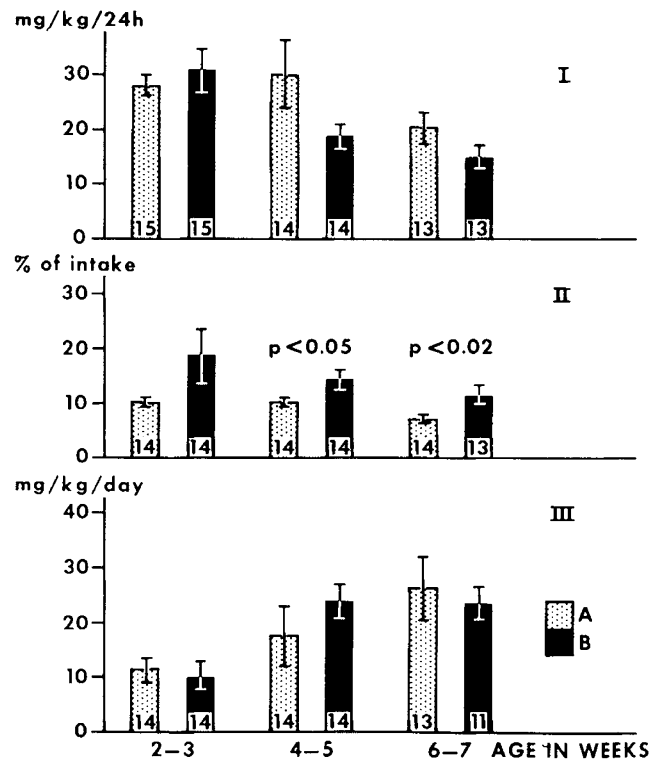 mg/kg/24h
30
I
20
10
15 15 14 14 13 13
0
% of intake
30
II
20
p<0.05 p<0.02
10
14 14 14 14 14 13
0
mg/kg/day
40
III
30
A
20
B
10
14 14 14 14 13 11
0
2–3 4–5 6–7 AGE IN WEEKS